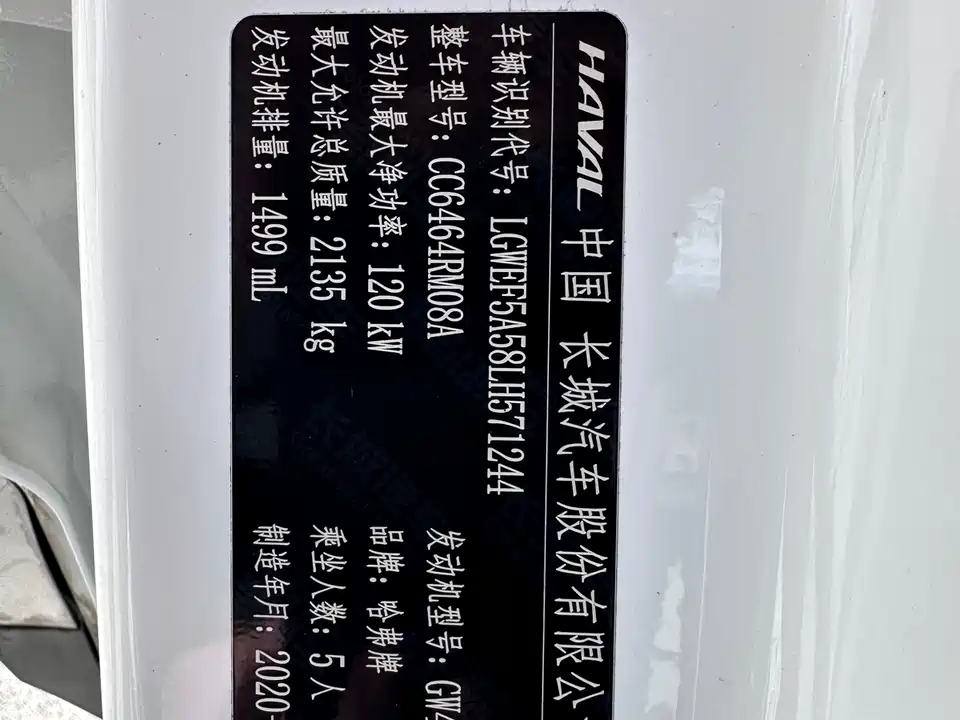 HAVAL 中国 长城汽车股份有限公
车辆识别代号: LGWEF5A58LH571244
整车型号: CC6464RM08A 发动机型号: GW4
发动机最大净功率: 120 kW 品牌: 哈弗牌
最大允许总质量: 2135 kg 乘坐人数: 5 人
发动机排量: 1499 mL 制造年月: 2020-